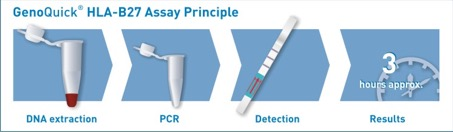 GenoQuick® HLA-B27 Assay Principle
3
hours approx.
DNA extraction PCR Detection Results